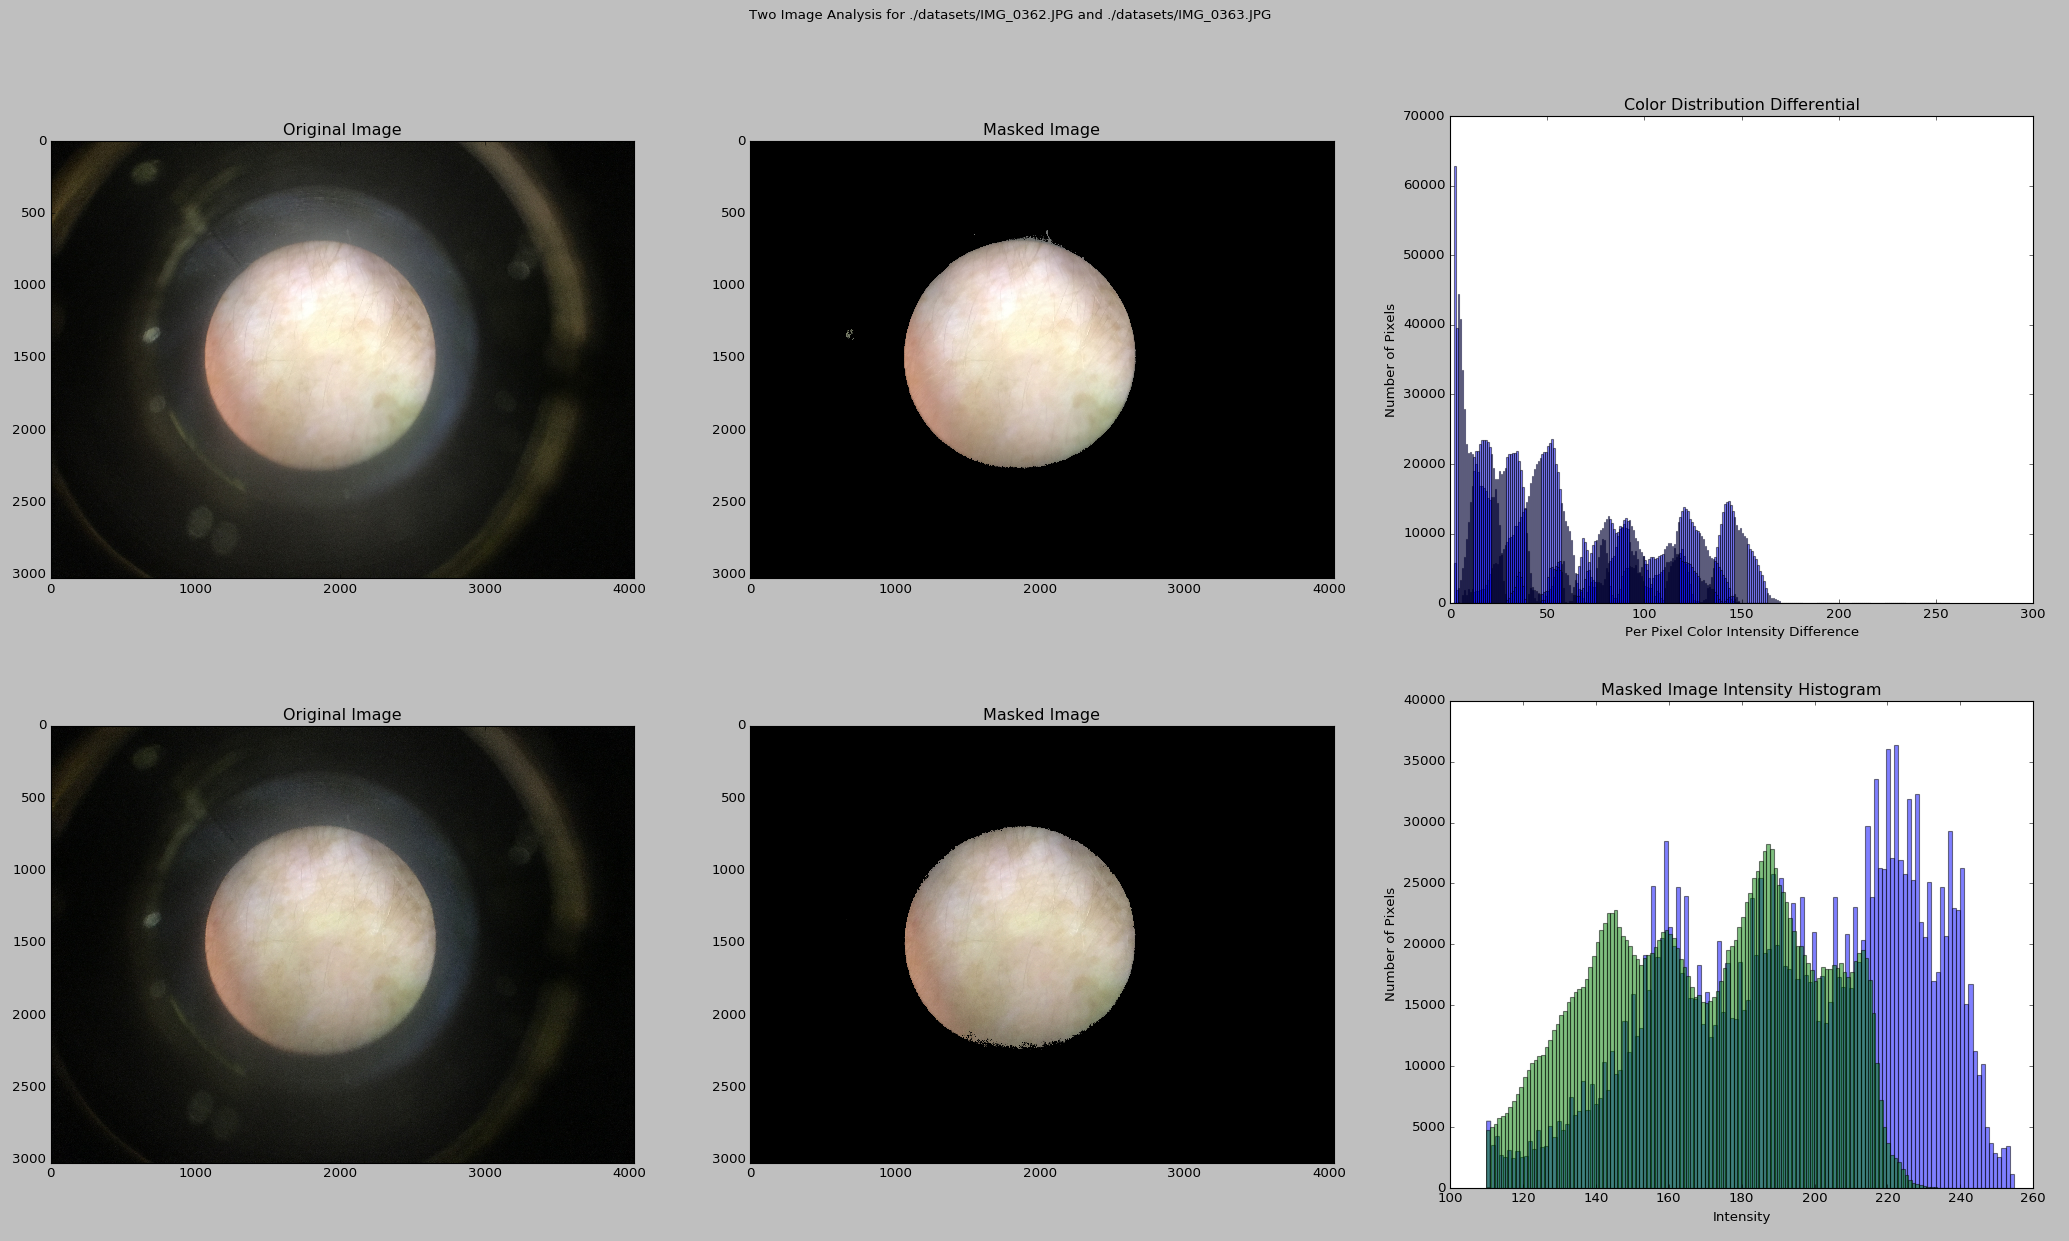 Two Image Analysis for ./datasets/IMG_0362.JPG and ./datasets/IMG_0363.JPG
Original Image
0
500
1000
1500
2000
2500
3000
0 1000 2000 3000 4000
Masked Image
0
500
1000
1500
2000
2500
3000
0 1000 2000 3000 4000
Color Distribution Differential
70000
60000
50000
40000
30000
20000
10000
0
Number of Pixels
0 50 100 150 200 250 300
Per Pixel Color Intensity Difference
Original Image
0
500
1000
1500
2000
2500
3000
0 1000 2000 3000 4000
Masked Image
0
500
1000
1500
2000
2500
3000
0 1000 2000 3000 4000
Masked Image Intensity Histogram
40000
35000
30000
25000
20000
15000
10000
5000
0
Number of Pixels
100 120 140 160 180 200 220 240 260
Intensity